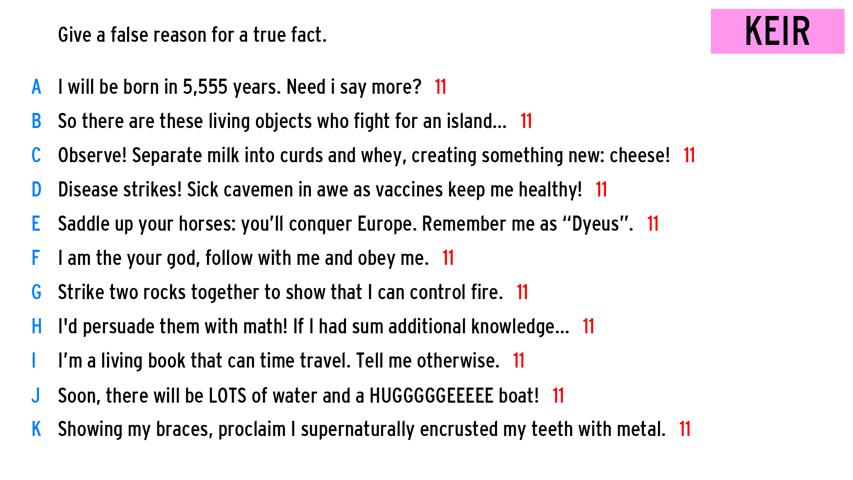 Give a false reason for a true fact.
KEIR
A I will be born in 5,555 years. Need i say more? 11
B So there are these living objects who fight for an island... 11
C Observe! Separate milk into curds and whey, creating something new: cheese! 11
D Disease strikes! Sick cavemen in awe as vaccines keep me healthy! 11
E Saddle up your horses: you’ll conquer Europe. Remember me as “Dyeus”. 11
F I am the your god, follow with me and obey me. 11
G Strike two rocks together to show that I can control fire. 11
H I'd persuade them with math! If I had sum additional knowledge... 11
I I’m a living book that can time travel. Tell me otherwise. 11
J Soon, there will be LOTS of water and a HUGGGGGEEEEE boat! 11
K Showing my braces, proclaim I supernaturally encrusted my teeth with metal. 11